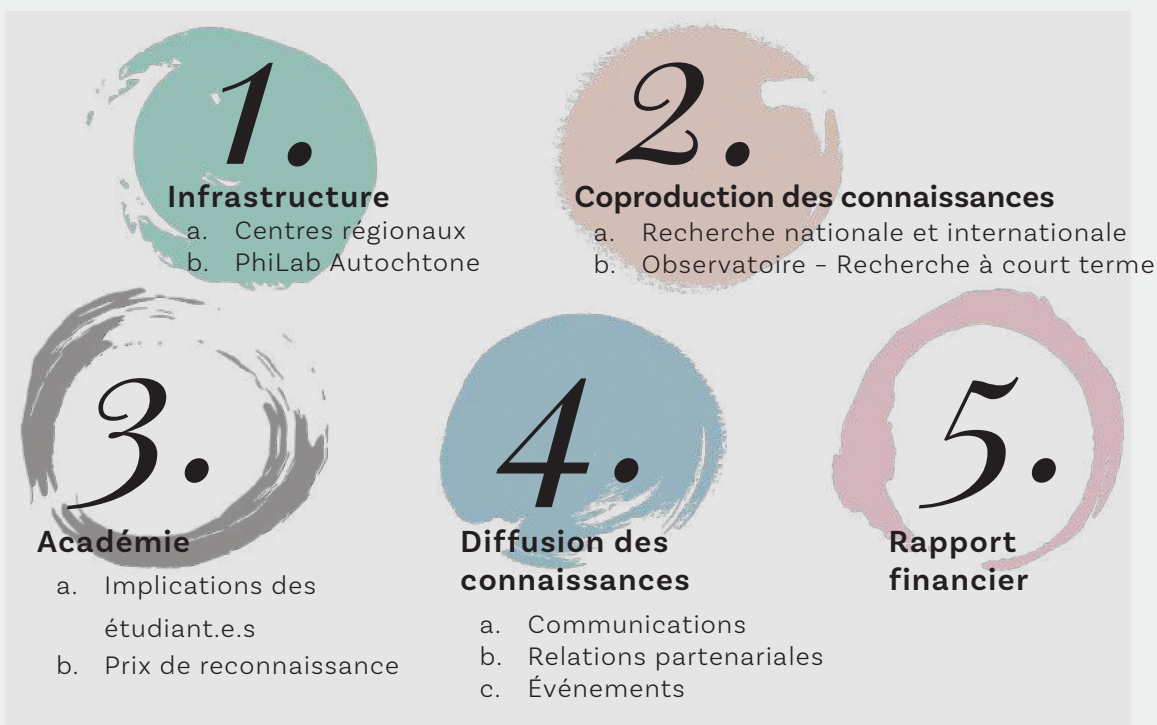 1.
Infrastructure
a. Centres régionaux
b. PhiLab Autochtone
2.
Coproduction des connaissances
a. Recherche nationale et internationale
b. Observatoire – Recherche à court terme
3.
Académie
a. Implications des
étudiant.e.s
b. Prix de reconnaissance
4.
Diffusion des
connaissances
a. Communications
b. Relations partenariales
c. Événements
5.
Rapport
financier